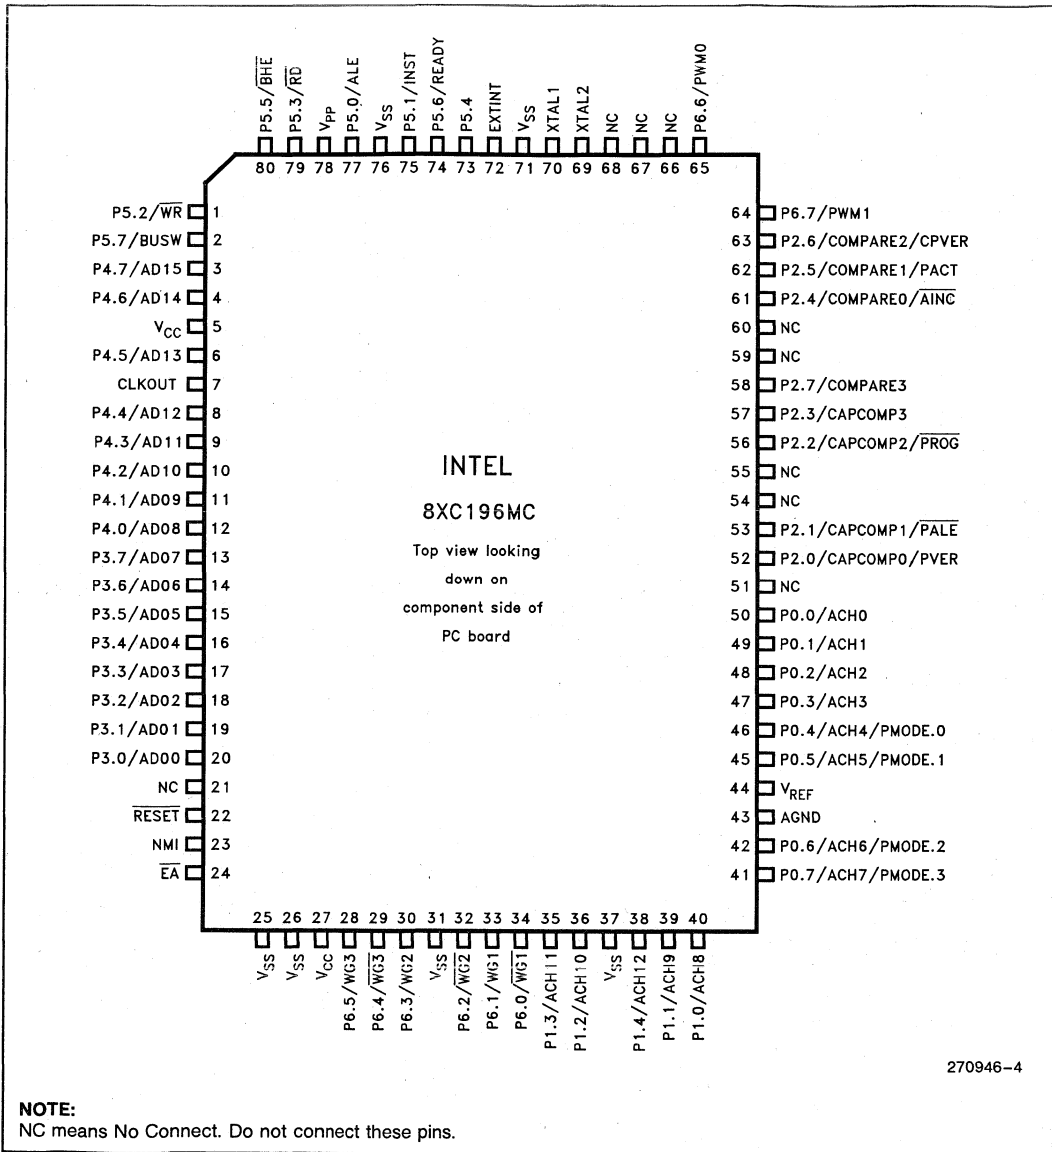 P5.5/BHE
P5.3/RD
VPP
P5.0/ALE
VSS
P5.1/INST
P5.6/READY
P5.4
EXTINT
VSS
XTAL1
XTAL2
NC
NC
NC
P6.6/PWM0
80 79 78 77 76 75 74 73 72 71 70 69 68 67 66 65
P5.2/WR 1
P5.7/BUSW 2
P4.7/AD15 3
P4.6/AD14 4
VCC 5
P4.5/AD13 6
CLKOUT 7
P4.4/AD12 8
P4.3/AD11 9
P4.2/AD10 10
P4.1/AD09 11
P4.0/AD08 12
P3.7/AD07 13
P3.6/AD06 14
P3.5/AD05 15
P3.4/AD04 16
P3.3/AD03 17
P3.2/AD02 18
P3.1/AD01 19
P3.0/AD00 20
NC 21
RESET 22
NMI 23
EA 24
INTEL
8XC196MC
Top view looking
down on
component side of
PC board
64 P6.7/PWM1
63 P2.6/COMPARE2/CPVER
62 P2.5/COMPARE1/PACT
61 P2.4/COMPARE0/AINC
60 NC
59 NC
58 P2.7/COMPARE3
57 P2.3/CAPCOMP3
56 P2.2/CAPCOMP2/PROG
55 NC
54 NC
53 P2.1/CAPCOMP1/PALE
52 P2.0/CAPCOMP0/PVER
51 NC
50 P0.0/ACH0
49 P0.1/ACH1
48 P0.2/ACH2
47 P0.3/ACH3
46 P0.4/ACH4/PMODE.0
45 P0.5/ACH5/PMODE.1
44 VREF
43 AGND
42 P0.6/ACH6/PMODE.2
41 P0.7/ACH7/PMODE.3
25 26 27 28 29 30 31 32 33 34 35 36 37 38 39 40
VSS
VSS
VCC
P6.5/WG3
P6.4/WG3
P6.3/WG2
VSS
P6.2/WG2
P6.1/WG1
P6.0/WG1
P1.3/ACH11
P1.2/ACH10
VSS
P1.4/ACH12
P1.1/ACH9
P1.0/ACH8
270946-4
NOTE:
NC means No Connect. Do not connect these pins.